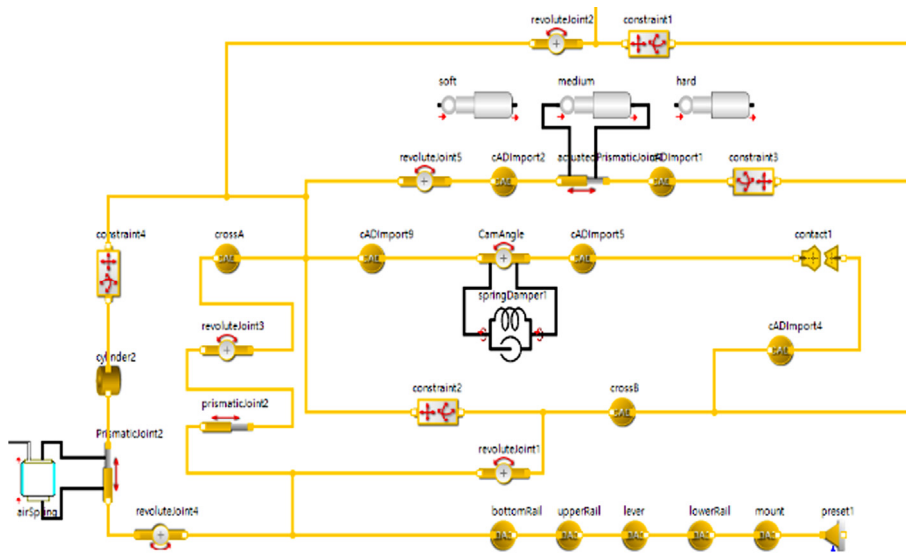 revoluteJoint2
constraint1
soft
medium
hard
revoluteJoint5
cADImport2
cADImport1
constraint3
constraint4
crossA
cADImport9
CamAngle
cADImport5
contact1
springDamper1
revoluteJoint3
cADImport4
cylinder2
prismaticJoint2
constraint2
crossB
PrismaticJoint2
revoluteJoint1
airSpring
revoluteJoint4
bottomRail
upperRail
lever
lowerRail
mount
preset1